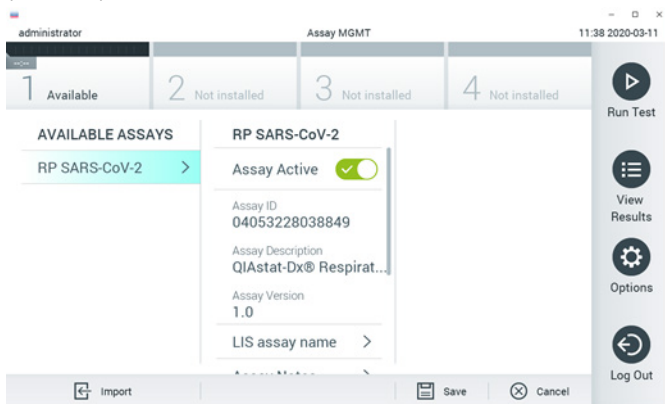 administrator
Assay MGMT
11:38 2020-03-11
1 Available
2 Not installed
3 Not installed
4 Not installed
AVAILABLE ASSAYS
RP SARS-CoV-2
RP SARS-CoV-2
Assay Active
Assay ID
04053228038849
Assay Description
QIAstat-Dx® Respirat...
Assay Version
1.0
LIS assay name
Run Test
View
Results
Options
Log Out
Import
Save
Cancel